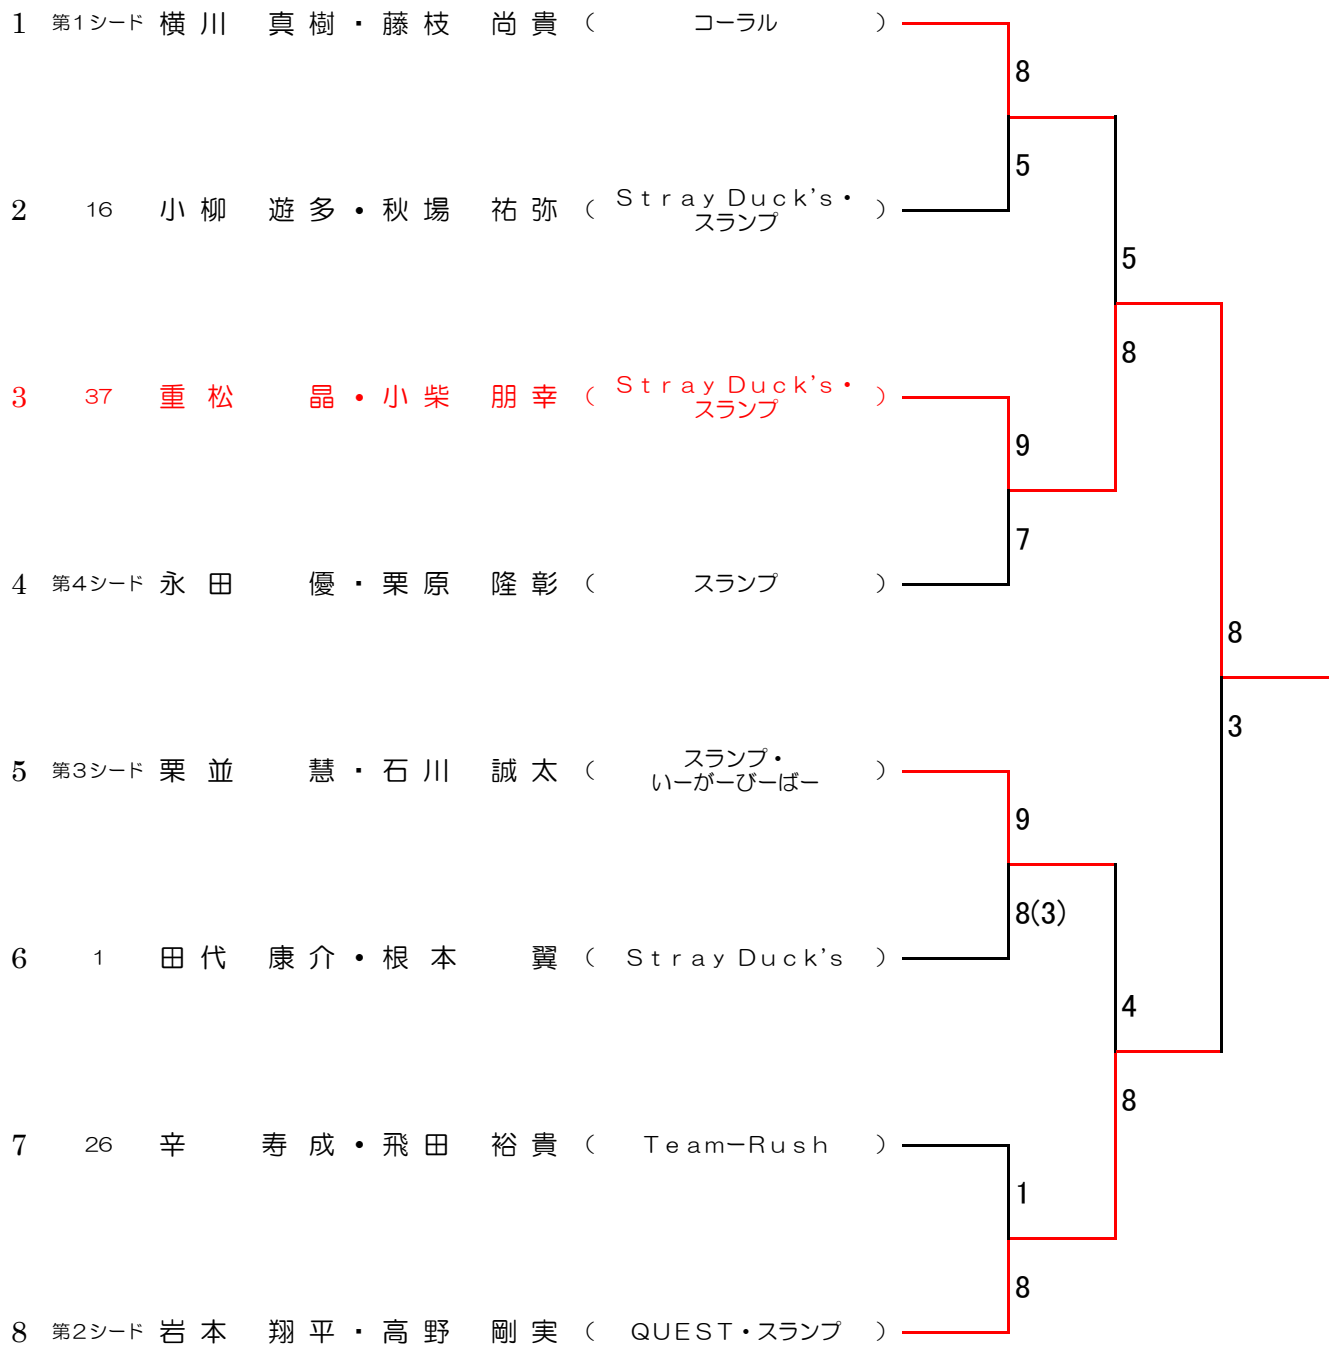 1 第1シード 横川 真樹・藤枝 尚貴 ( コーラル )
8
5
2 16 小柳 遊多・秋場 祐弥 ( Stray Duck's・
スランプ )
5
8
3 37 重松 晶・小柴 朋幸 ( Stray Duck's・
スランプ )
9
7
4 第4シード 永田 優・栗原 隆彰 ( スランプ )
8
3
5 第3シード 栗並 慧・石川 誠太 ( スランプ・
いーがーびーばー )
9
8(3)
6 1 田代 康介・根本 翼 ( Stray Duck's )
4
8
7 26 辛 寿成・飛田 裕貴 ( Team-Rush )
1
8
8 第2シード 岩本 翔平・高野 剛実 ( QUEST・スランプ )